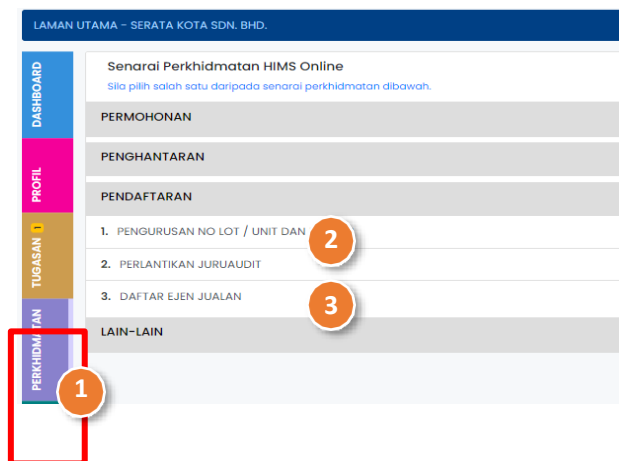 LAMAN UTAMA - SERATA KOTA SDN. BHD.
DASHBOARD
PROFIL
TUGASAN 1
PERKHIDMATAN
Senarai Perkhidmatan HIMS Online
Sila pilih salah satu daripada senarai perkhidmatan dibawah.
PERMOHONAN
PENGHANTARAN
PENDAFTARAN
1. PENGURUSAN NO LOT / UNIT DAN
2
2. PERLANTIKAN JURUAUDIT
3. DAFTAR EJEN JUALAN
3
LAIN-LAIN
1